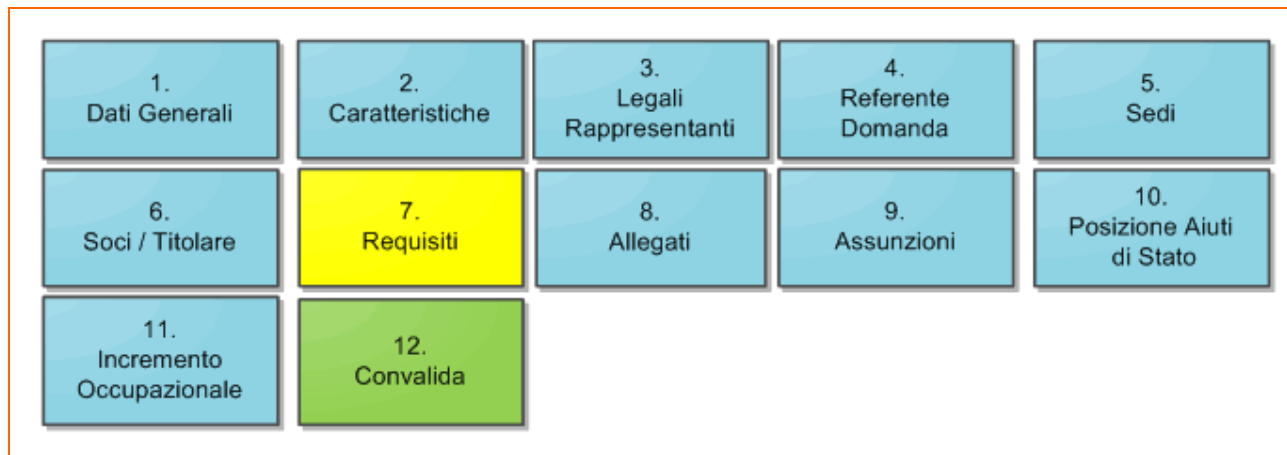 1.
Dati Generali
2.
Caratteristiche
3.
Legali
Rappresentanti
4.
Referente
Domanda
5.
Sedi
6.
Soci / Titolare
7.
Requisiti
8.
Allegati
9.
Assunzioni
10.
Posizione Aiuti
di Stato
11.
Incremento
Occupazionale
12.
Convalida